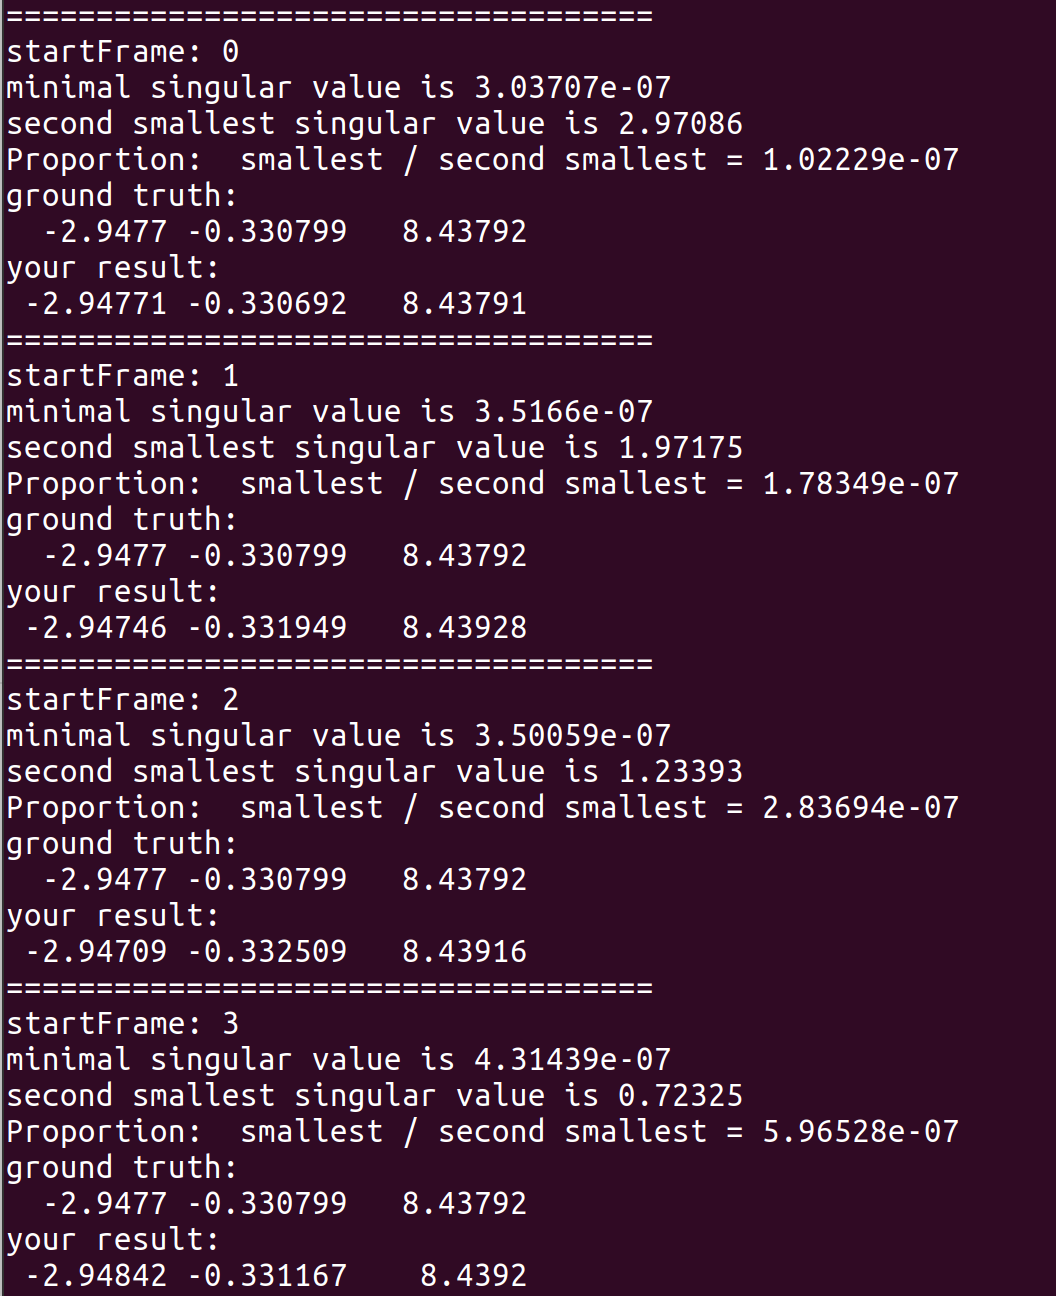 ====================================
startFrame: 0
minimal singular value is 3.03707e-07
second smallest singular value is 2.97086
Proportion:  smallest / second smallest = 1.02229e-07
ground truth:
  -2.9477 -0.330799   8.43792
your result:
 -2.94771 -0.330692   8.43791
====================================
startFrame: 1
minimal singular value is 3.5166e-07
second smallest singular value is 1.97175
Proportion:  smallest / second smallest = 1.78349e-07
ground truth:
  -2.9477 -0.330799   8.43792
your result:
 -2.94746 -0.331949   8.43928
====================================
startFrame: 2
minimal singular value is 3.50059e-07
second smallest singular value is 1.23393
Proportion:  smallest / second smallest = 2.83694e-07
ground truth:
  -2.9477 -0.330799   8.43792
your result:
 -2.94709 -0.332509   8.43916
====================================
startFrame: 3
minimal singular value is 4.31439e-07
second smallest singular value is 0.72325
Proportion:  smallest / second smallest = 5.96528e-07
ground truth:
  -2.9477 -0.330799   8.43792
your result:
 -2.94842 -0.331167    8.4392